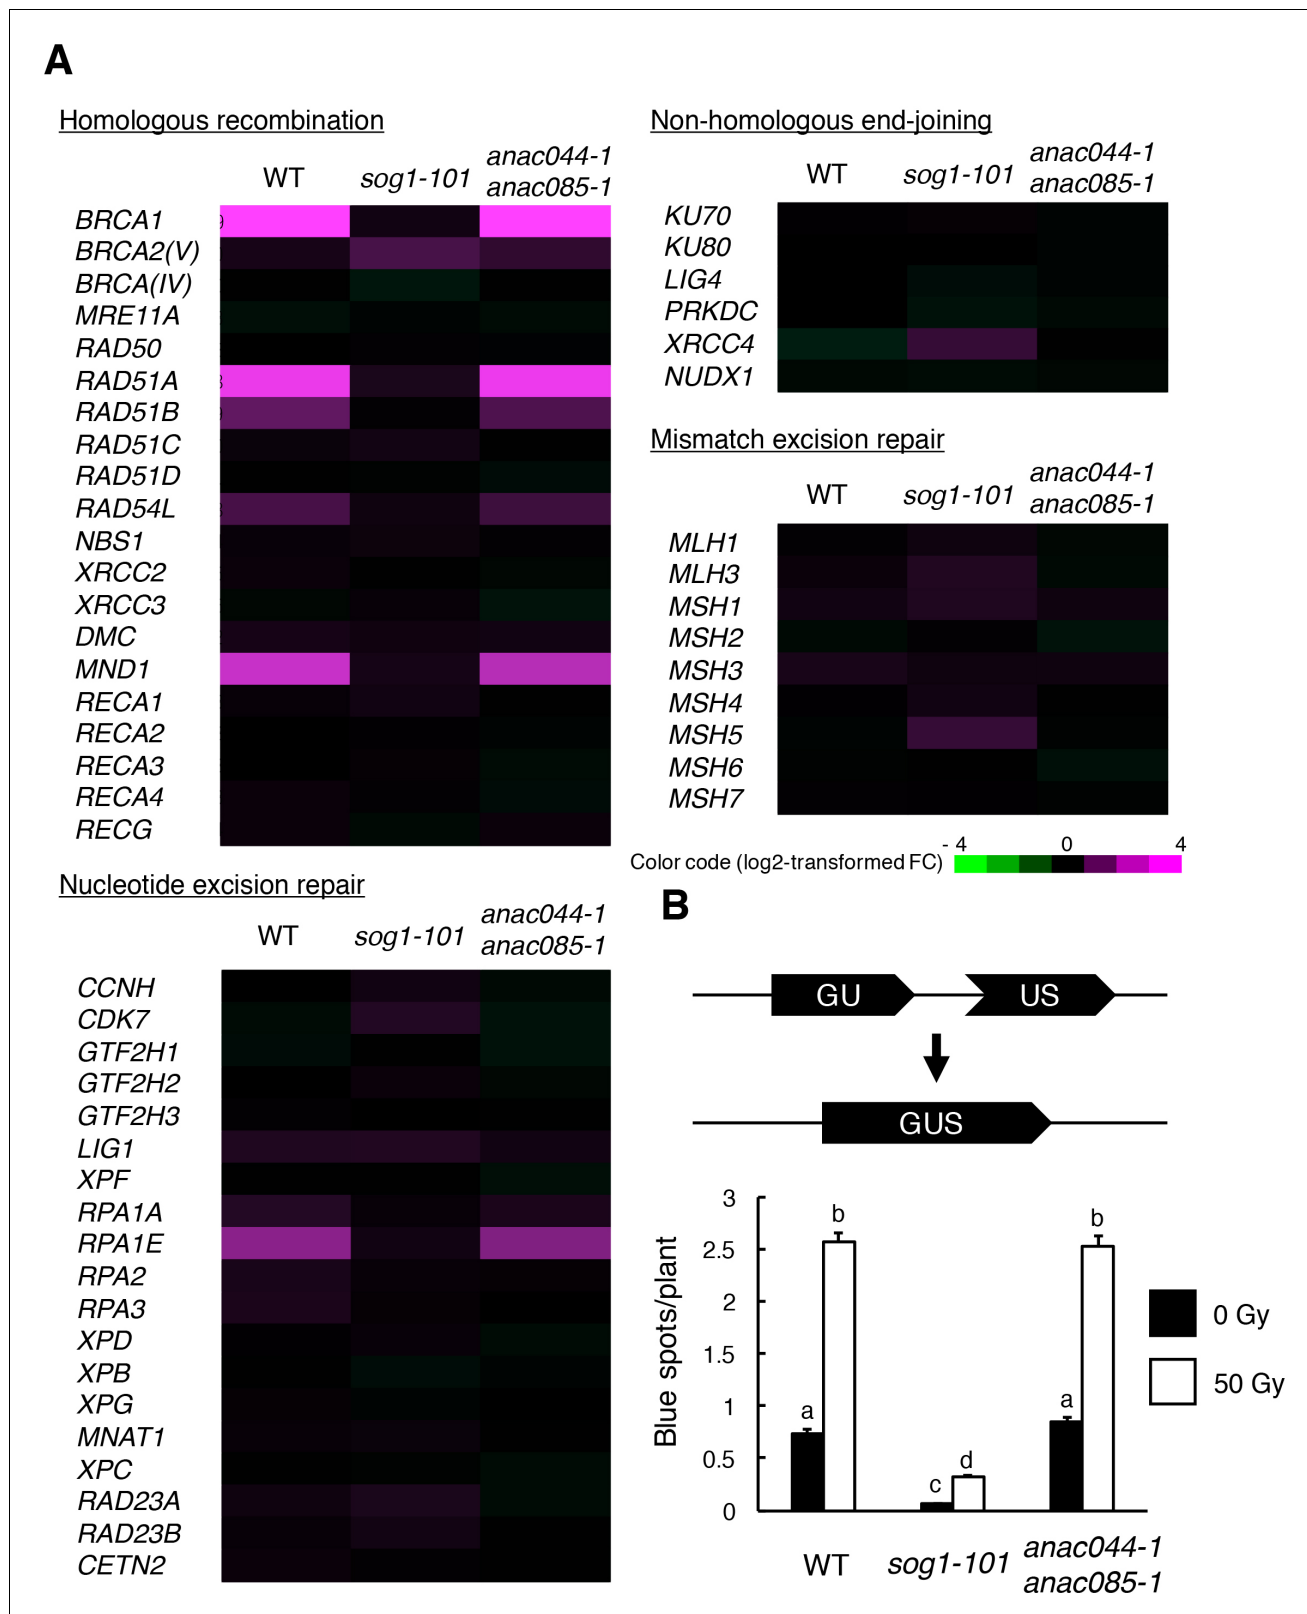 A
Homologous recombination
WT sog1-101 anac044-1 anac085-1
BRCA1
BRCA2(V)
BRCA(IV)
MRE11A
RAD50
RAD51A
RAD51B
RAD51C
RAD51D
RAD54L
NBS1
XRCC2
XRCC3
DMC
MND1
RECA1
RECA2
RECA3
RECA4
RECG
Nucleotide excision repair
WT sog1-101 anac044-1 anac085-1
CCNH
CDK7
GTF2H1
GTF2H2
GTF2H3
LIG1
XPF
RPA1A
RPA1E
RPA2
RPA3
XPD
XPB
XPG
MNAT1
XPC
RAD23A
RAD23B
CETN2
Non-homologous end-joining
WT sog1-101 anac044-1 anac085-1
KU70
KU80
LIG4
PRKDC
XRCC4
NUDX1
Mismatch excision repair
WT sog1-101 anac044-1 anac085-1
MLH1
MLH3
MSH1
MSH2
MSH3
MSH4
MSH5
MSH6
MSH7
- 4 0 4
Color code (log2-transformed FC)
B
GU US
GUS
Blue spots/plant
3
2.5
2
1.5
1
0.5
0
a b
c d
a b
0 Gy
50 Gy
WT sog1-101 anac044-1 anac085-1